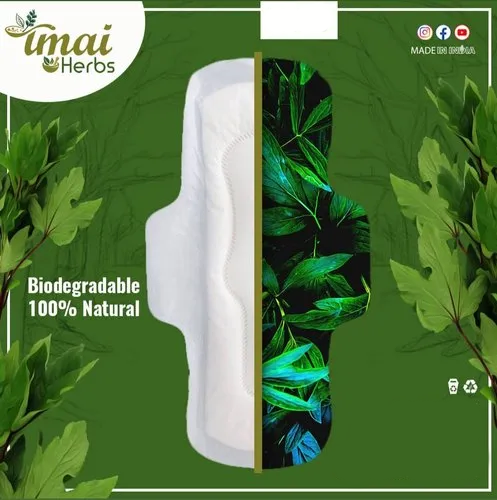 imai
Herbs
MADE IN INDIA
Biodegradable
100% Natural